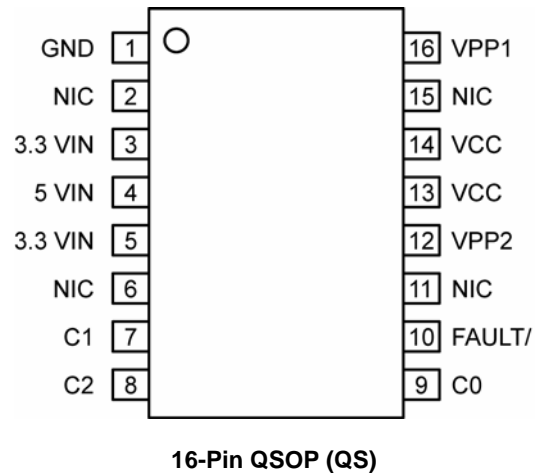 GND 1 16 VPP1
NIC 2 15 NIC
3.3 VIN 3 14 VCC
5 VIN 4 13 VCC
3.3 VIN 5 12 VPP2
NIC 6 11 NIC
C1 7 10 FAULT/
C2 8 9 C0
16-Pin QSOP (QS)